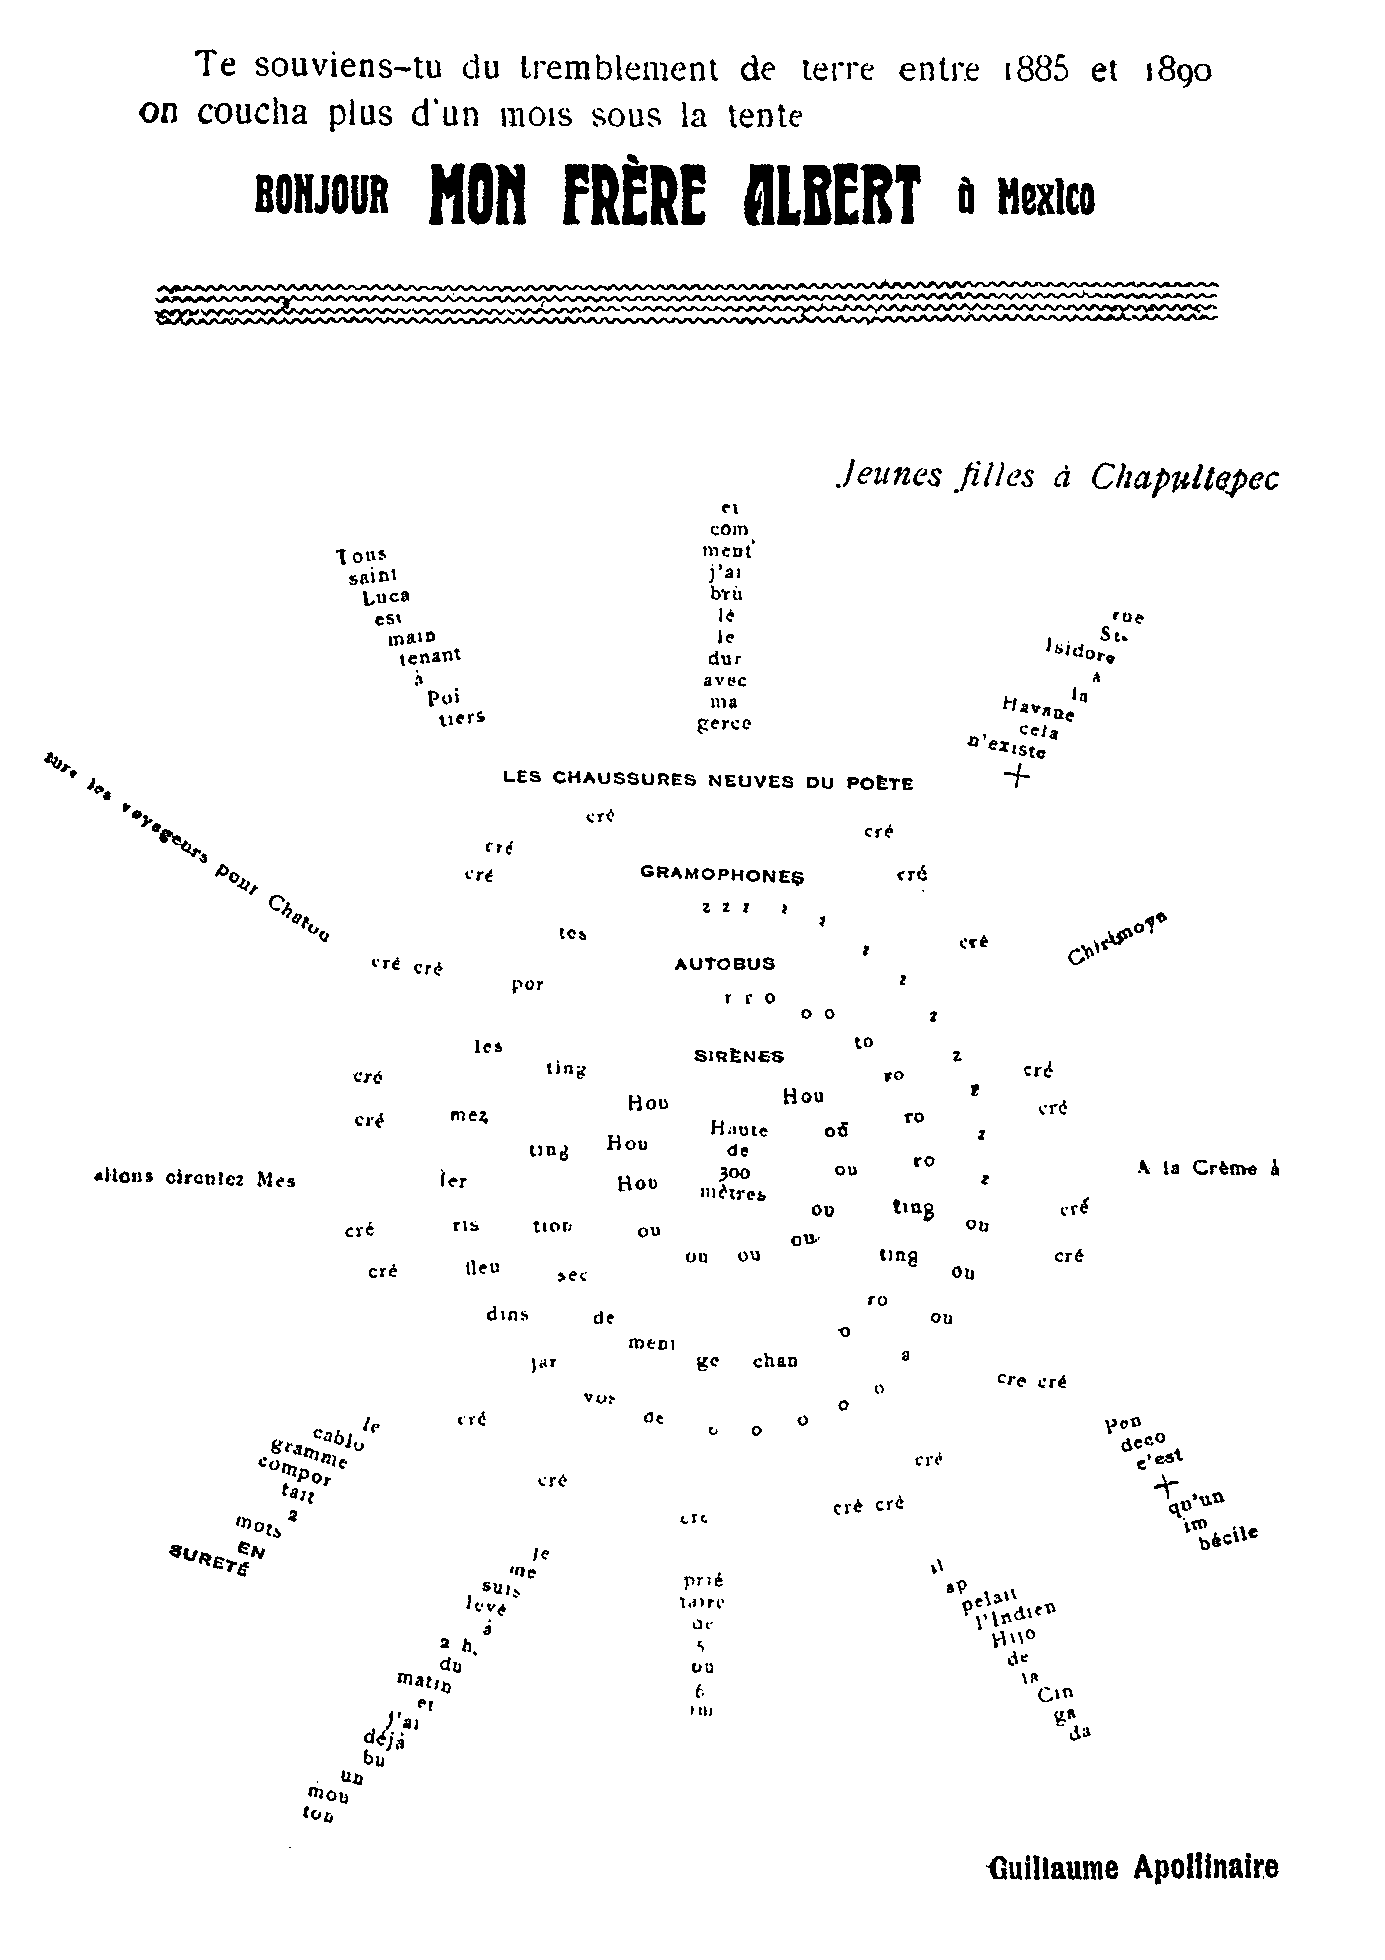 Te souviens-tu du tremblement de terre entre 1885 et 1890
on coucha plus d'un mois sous la tente
BONJOUR MON FRÈRE ALBERT à Mexico
Jeunes filles à Chapultepec
et
com
ment
j'ai
brû
lé
le
dur
avec
ma
gerce
Tous
saint
Luca
est
main
tenant
à
Poi
tiers
rue
St-
Isidore
à
la
Havane
cela
n'existe
+
ture les voyageurs pour Chatou
LES CHAUSSURES NEUVES DU POÈTE
cré
cré
cré
cré
cré
cré
cré
cré cré
GRAMOPHONES
z z z z z
z
z
z
z
z
z
z
AUTOBUS
r r o
o o
to
ro
ro
ro
ting
ting
ro
o
SIRÈNES
Hou
Hou
Hou
Hou
Haute
de
300
mètres
ou
ou
ou
ou
ou
ou
ou
Chirimoya
tes
por
les
mez
fer
ris
tion
ting
ting
sec
de
ment
ge
chan
lleu
dins
jar
vos
de
o
o
o
o
o
a
ou
ou
ou
cré
cré
cré
cré
allons circulez Mes
A la Crème à
cré
cré
cré
cré
cre cré
cré
cré
cré
cré cré
le
cablo
gramme
compor
tait
2
mots
EN
SURETÉ
Pen
deco
c'est
+
qu'un
im
bécile
je
me
suis
levé
à
2 h.
du
matin
et
j'ai
déjà
bu
un
mou
ton
prié
taire
de
5
ou
6
im
il
ap
pelait
l'Indien
Hijo
de
la
Cin
ga
da
Guillaume Apollinaire